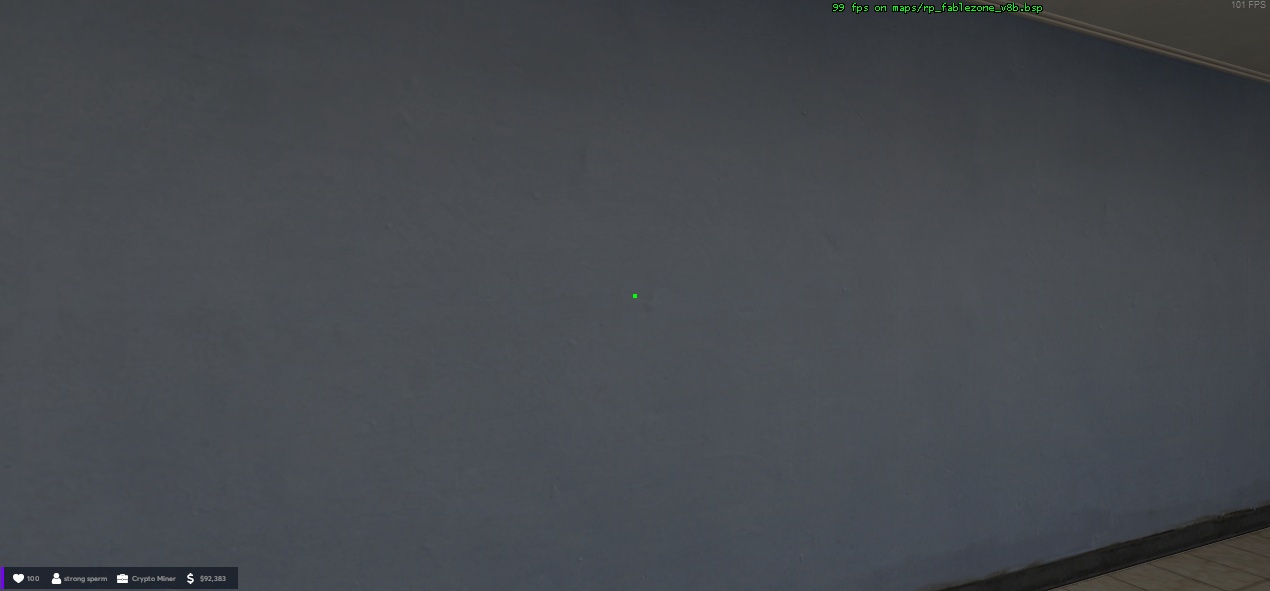 99 fps on maps/rp_fablezone_v8b.bsp
101 FPS
100 strong sperm Crypto Miner $92,383